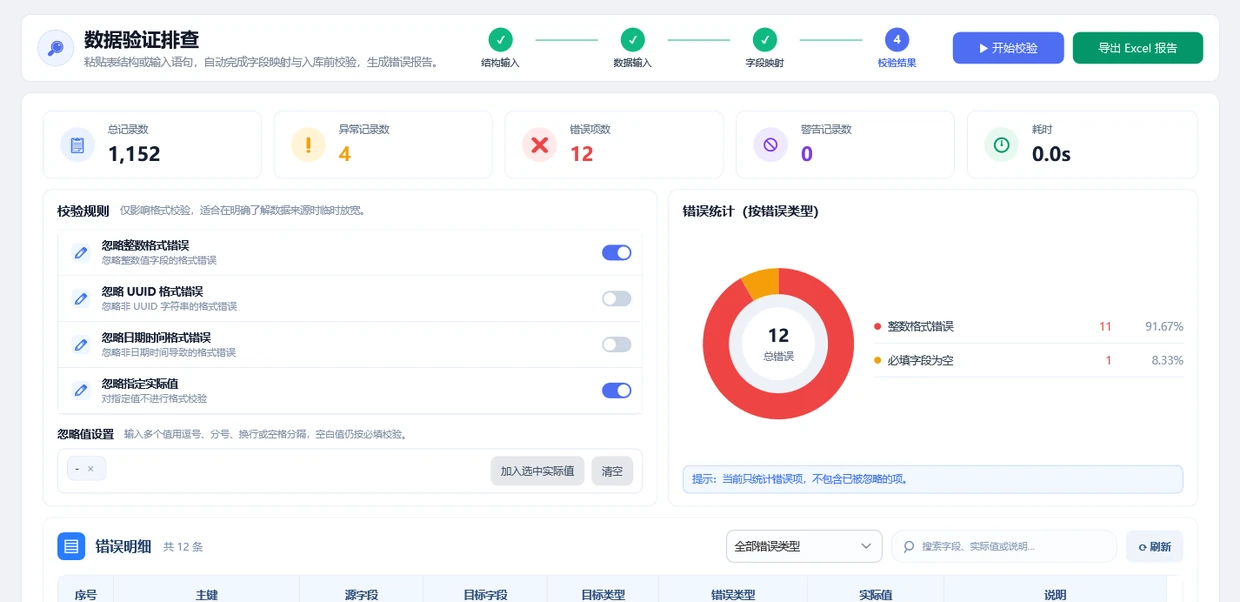 数据验证排查
粘贴表结构或输入语句，自动完成字段映射与入库前校验，生成错误报告。
结构输入
数据输入
字段映射
4
校验结果
开始校验
导出 Excel 报告
总记录数
1,152
异常记录数
4
错误项数
12
警告记录数
0
耗时
0.0s
校验规则 仅影响格式校验，适合在明确了解数据来源时临时放宽。
忽略整数格式错误
忽略整数值字段的格式错误
忽略 UUID 格式错误
忽略非 UUID 字符串的格式错误
忽略日期时间格式错误
忽略非日期时间导致的格式错误
忽略指定实际值
对指定值不进行格式校验
忽略值设置 输入多个值用逗号、分号、换行或空格分隔，空白值仍按必填校验。
- ×
加入选中实际值
清空
错误统计（按错误类型）
12
总错误
整数格式错误 11 91.67%
必填字段为空 1 8.33%
提示：当前只统计错误项，不包含已被忽略的项。
错误明细 共 12 条
全部错误类型
搜索字段、实际值或说明...
刷新
序号 主键 源字段 目标字段 目标类型 错误类型 实际值 说明